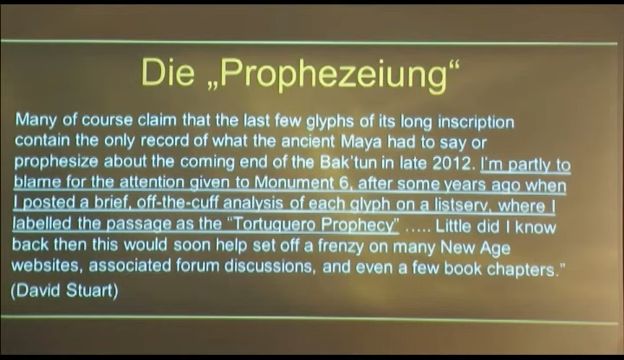 Die „Prophezeiung“
Many of course claim that the last few glyphs of its long inscription
contain the only record of what the ancient Maya had to say or
prophesize about the coming end of the Bak'tun in late 2012. I'm partly to
blame for the attention given to Monument 6, after some years ago when
I posted a brief, off-the-cuff analysis of each glyph on a listserv, where I
labelled the passage as the “Tortuguero Prophecy” ..... Little did I know
back then this would soon help set off a frenzy on many New Age
websites, associated forum discussions, and even a few book chapters.”
(David Stuart)